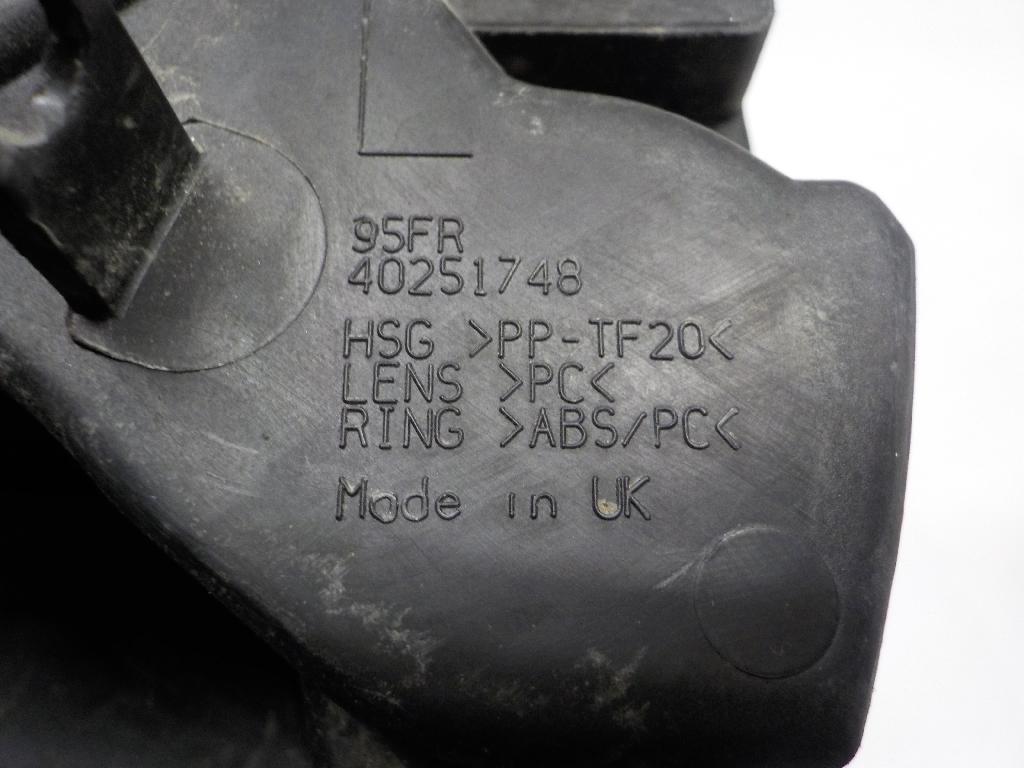 95FR
40251748
HSG >PP-TF20<
LENS >PC<
RING >ABS/PC<
Made in UK